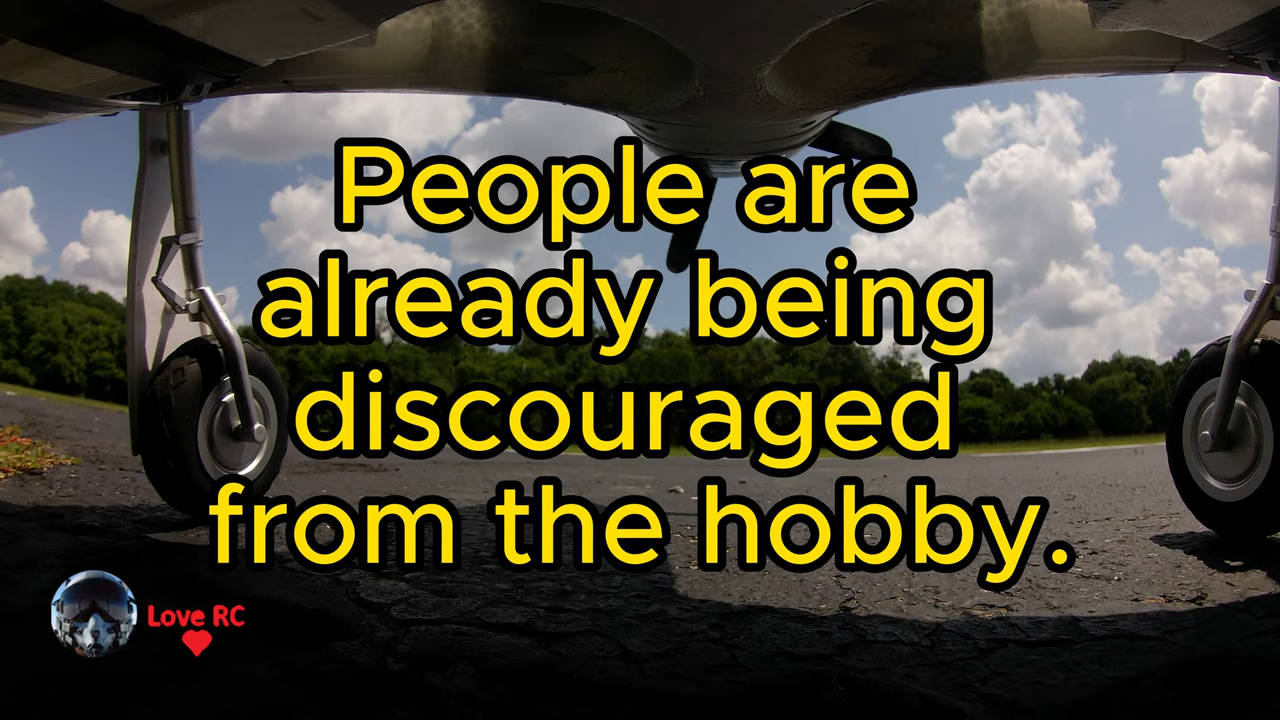 People are
already being
discouraged
from the hobby.
Love RC